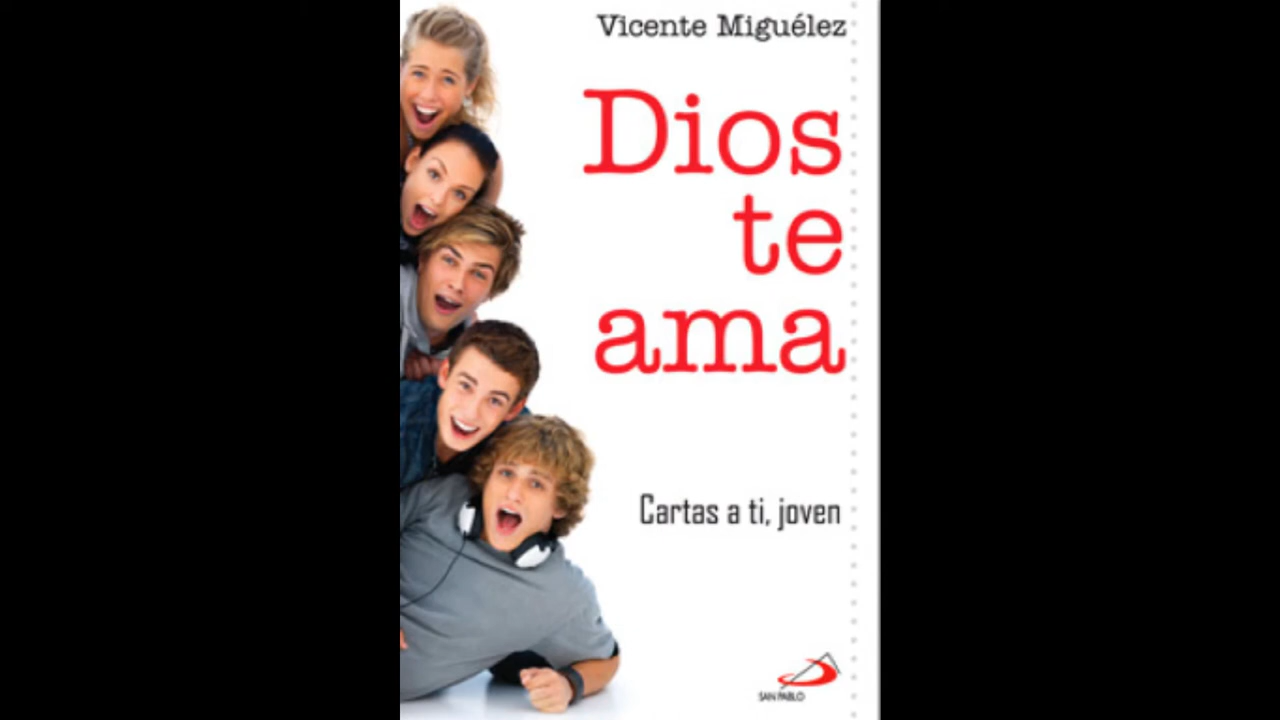 Vicente Miguélez
Dios
te
ama
Cartas a ti, joven
SAN PABLO